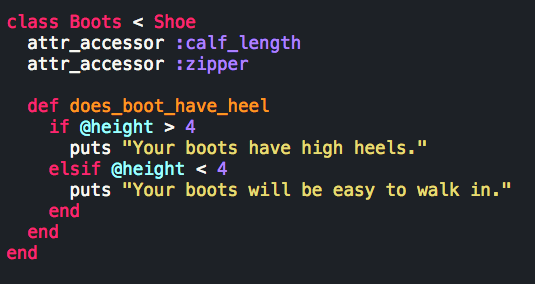 class Boots < Shoe
  attr_accessor :calf_length
  attr_accessor :zipper

  def does_boot_have_heel
    if @height > 4
      puts "Your boots have high heels."
    elsif @height < 4
      puts "Your boots will be easy to walk in."
    end
  end
end